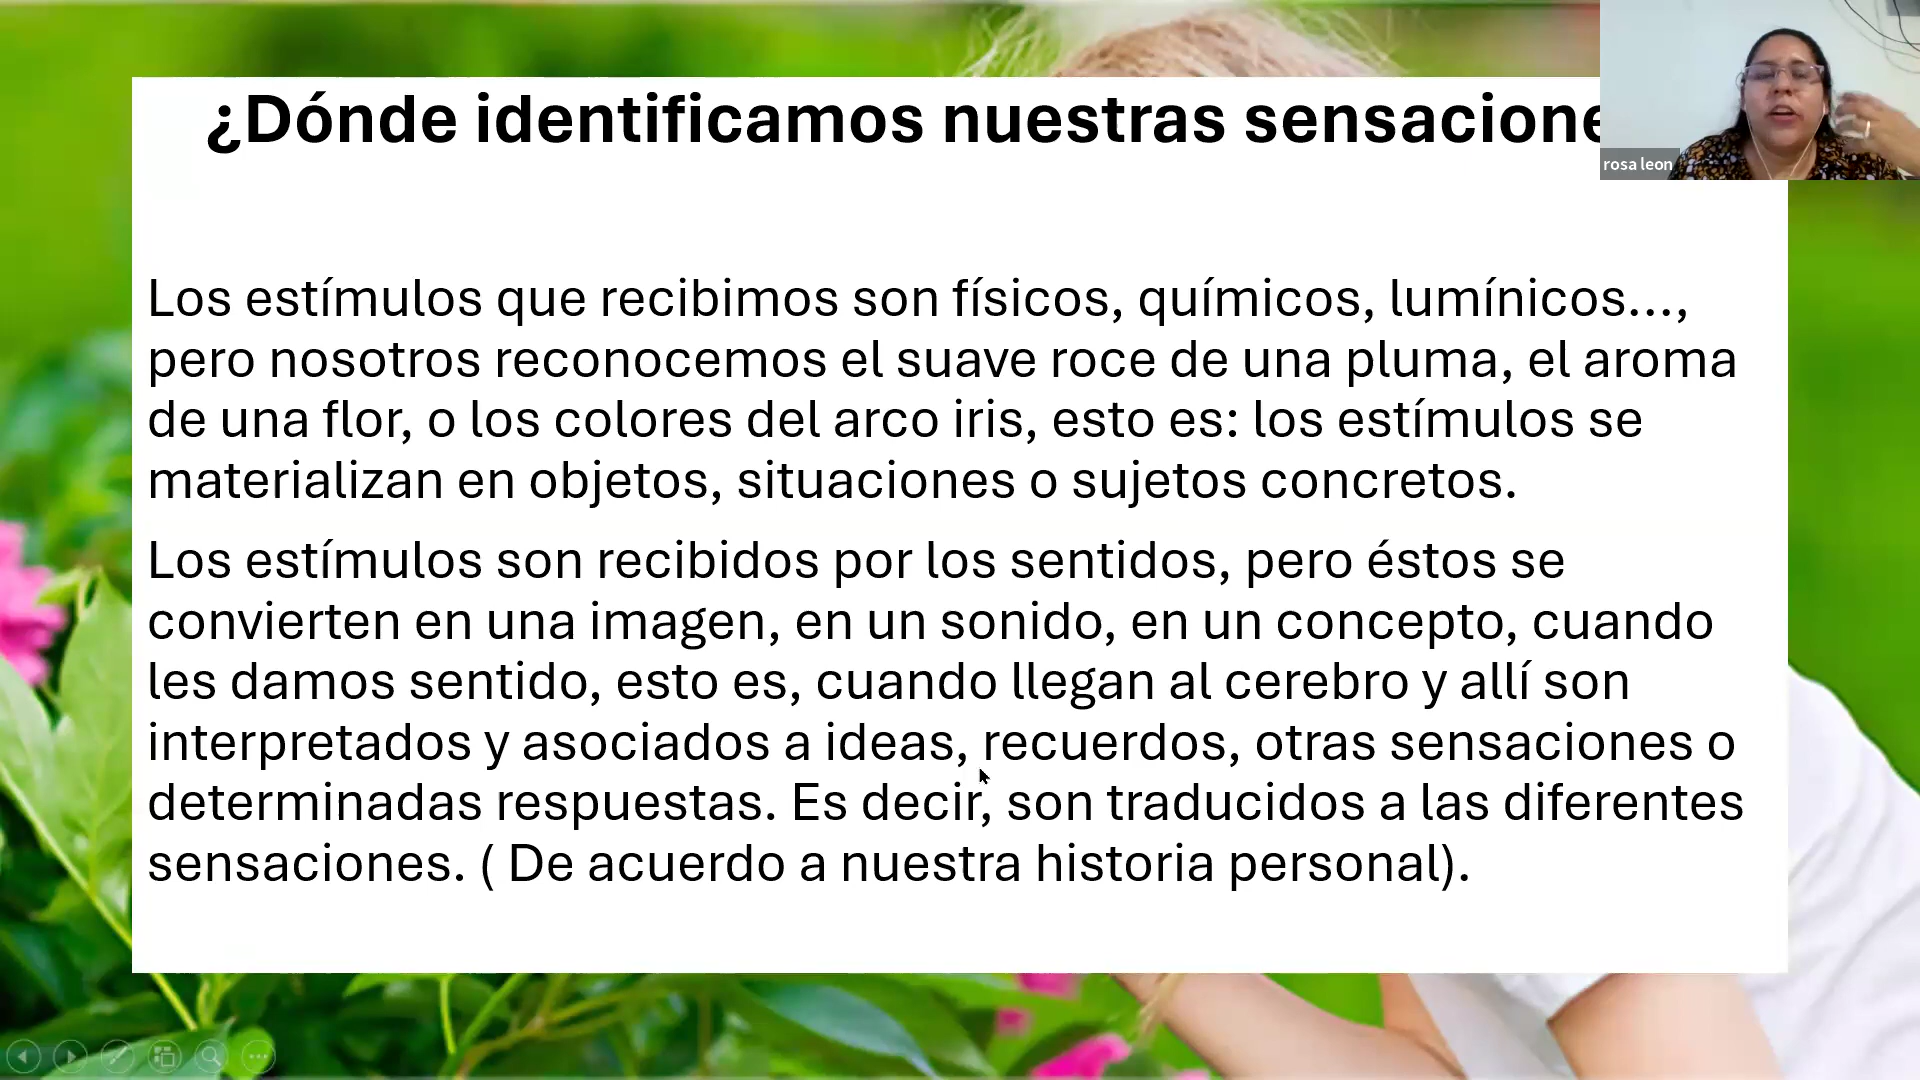 ¿Dónde identificamos nuestras
rosa leon
Los estímulos que recibimos son físicos, químicos, lumínicos...,
pero nosotros reconocemos el suave roce de una pluma, el aroma
de una flor, o los colores del arco iris, esto es: los estímulos se
materializan en objetos, situaciones o sujetos concretos.
Los estímulos son recibidos por los sentidos, pero éstos se
convierten en una imagen, en un sonido, en un concepto, cuando
les damos sentido, esto es, cuando llegan al cerebro y allí son
interpretados y asociados a ideas, recuerdos, otras sensaciones o
determinadas respuestas. Es decir, son traducidos a las diferentes
sensaciones. ( De acuerdo a nuestra historia personal).